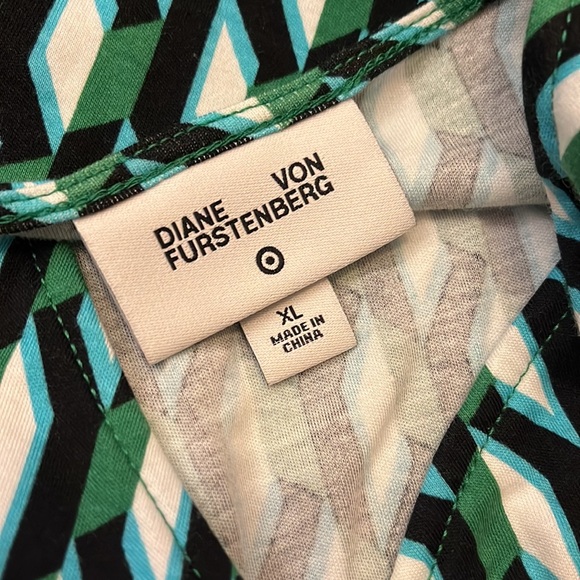 DIANE VON
FURSTENBERG
XL
MADE IN
CHINA